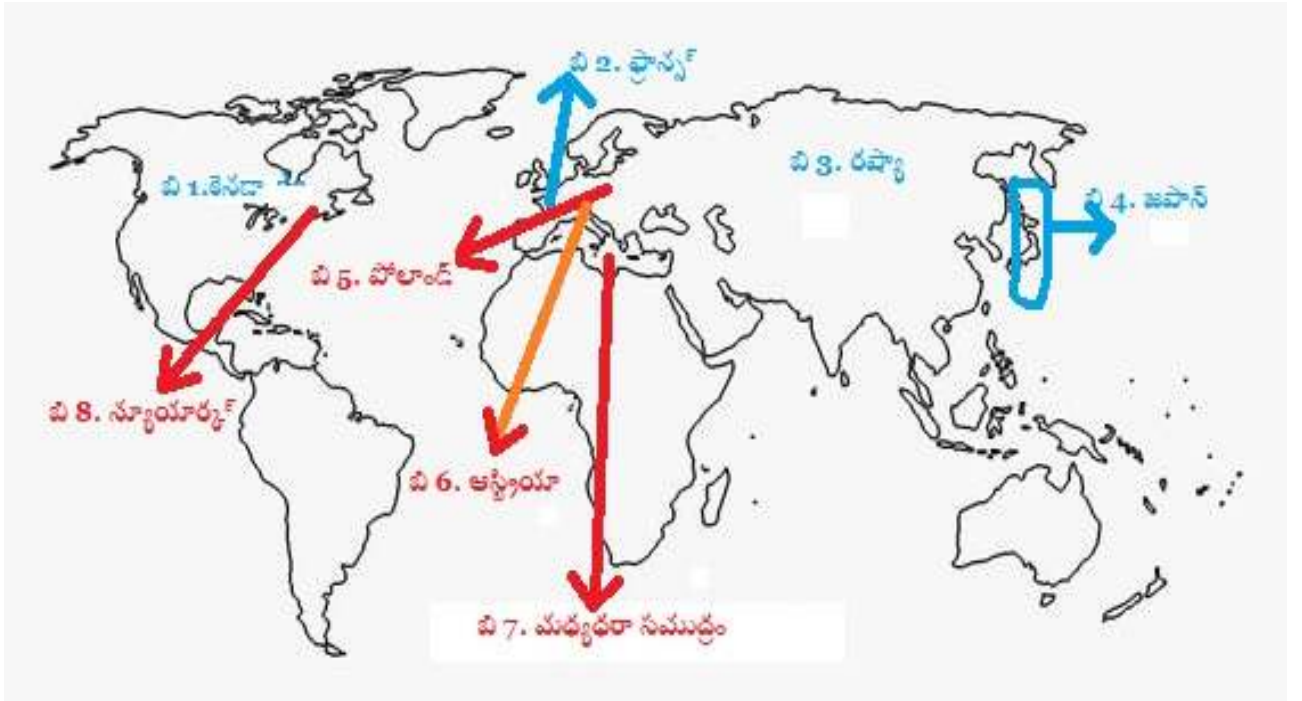 బి 2. ఫ్రాన్స్
బి 1.కెనడా
బి 3. రష్యా
బి 4. జపాన్
బి 5. పోలాండ్
బి 8. న్యూయార్క్
బి 6. ఆస్ట్రియా
బి 7. మధ్యధరా సముద్రం